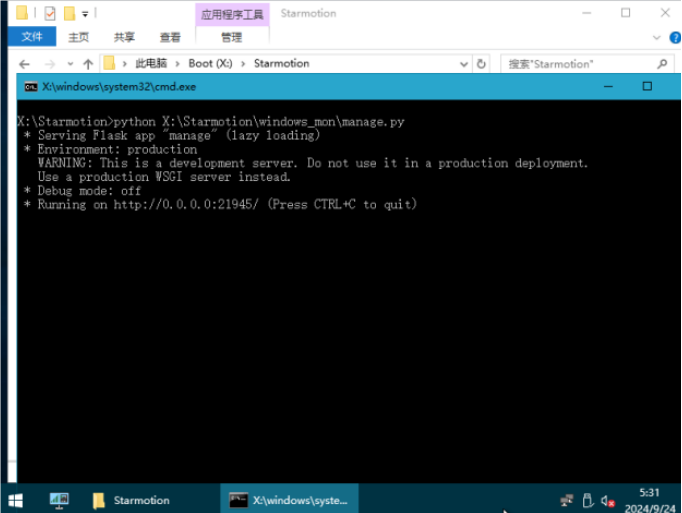 应用程序工具 Starmotion
文件 主页 共享 查看 管理
此电脑 Boot (X:) Starmotion 搜索"Starmotion"
X:\windows\system32\cmd.exe
X:\Starmotion>python X:\Starmotion\windows_mon\manage.py
* Serving Flask app "manage" (lazy loading)
* Environment: production
WARNING: This is a development server. Do not use it in a production deployment.
Use a production WSGI server instead.
* Debug mode: off
* Running on http://0.0.0.0:21945/ (Press CTRL+C to quit)
Starmotion X:\windows\syste... 5:31
2024/9/24